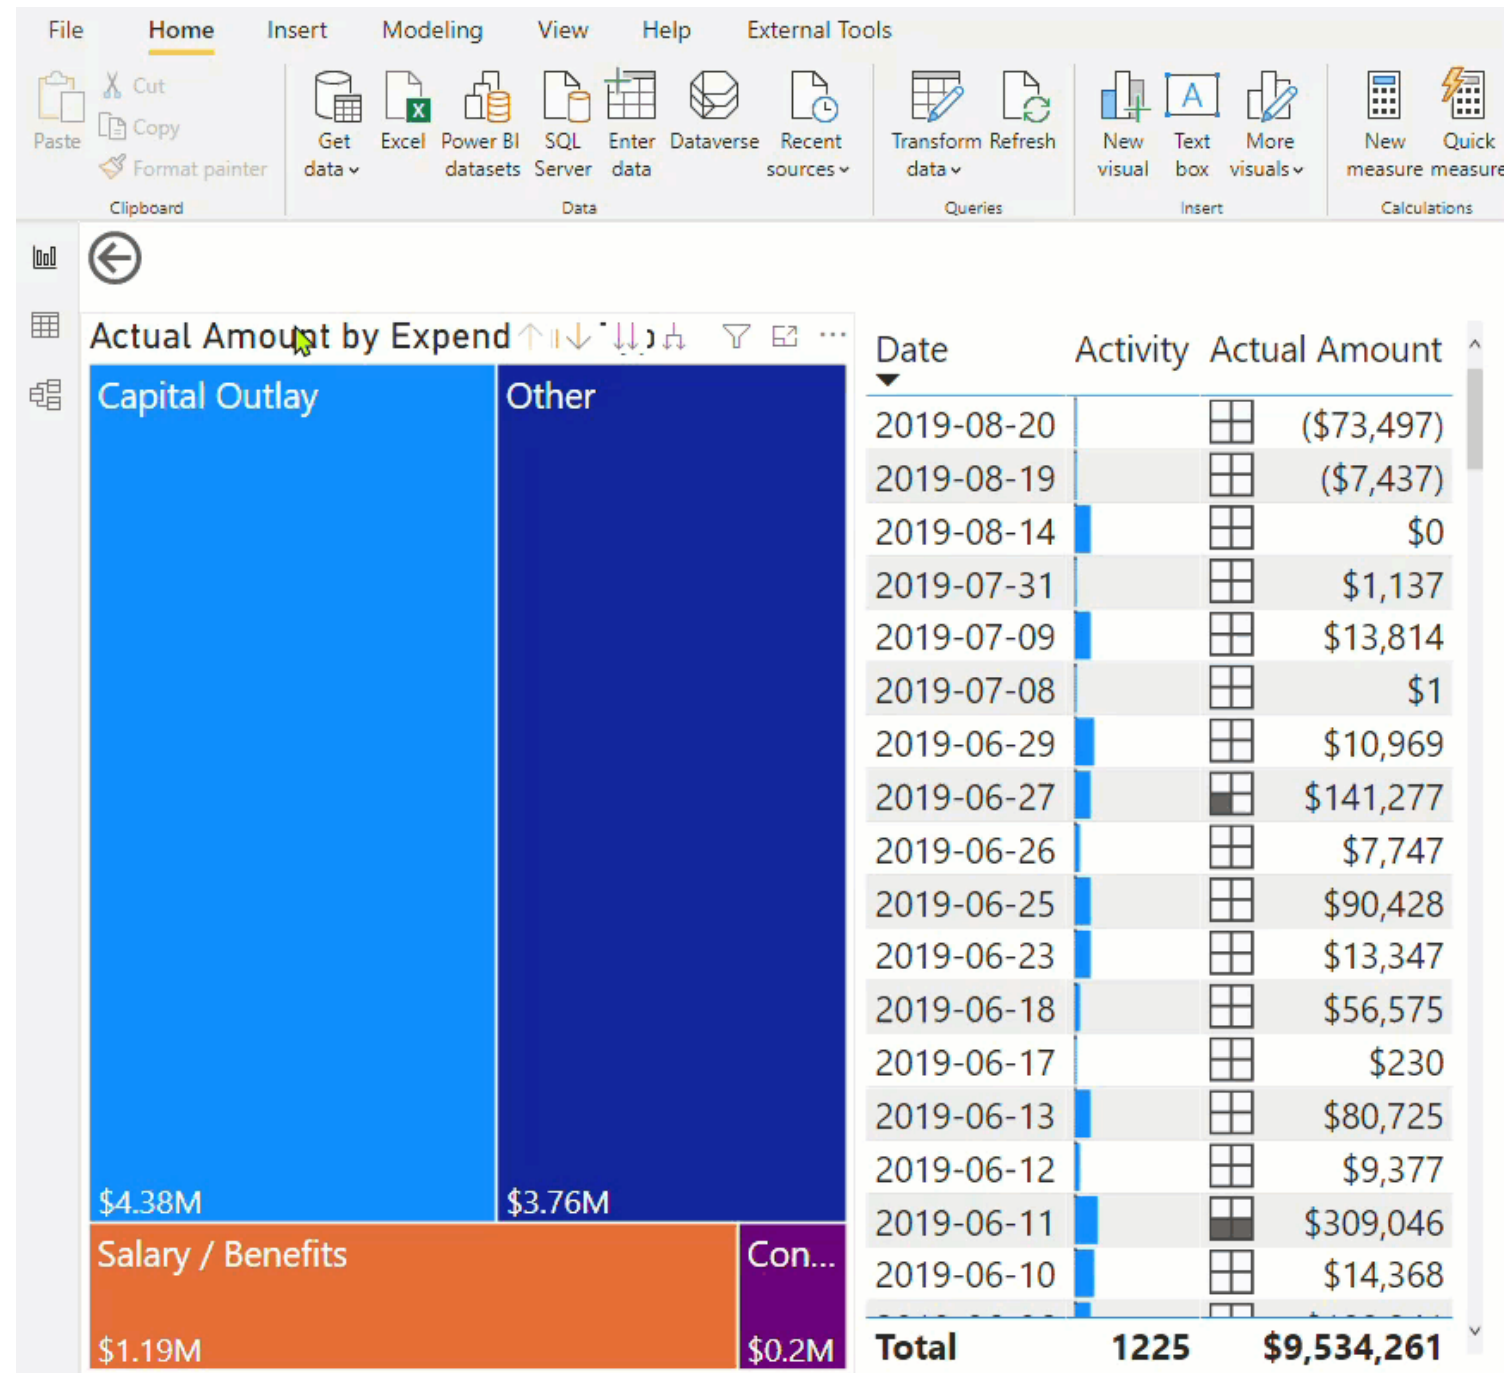 File Home Insert Modeling View Help External Tools
Paste
Cut
Copy
Format painter
Clipboard
Get data
Excel
Power BI datasets
SQL Server
Enter data
Dataverse
Recent sources
Data
Transform data
Refresh
Queries
New visual
Text box
More visuals
Insert
New measure
Quick measure
Calculations
Actual Amount by Expend
Capital Outlay
$4.38M
Other
$3.76M
Salary / Benefits
$1.19M
Con...
$0.2M
Date Activity Actual Amount
2019-08-20 ($73,497)
2019-08-19 ($7,437)
2019-08-14 $0
2019-07-31 $1,137
2019-07-09 $13,814
2019-07-08 $1
2019-06-29 $10,969
2019-06-27 $141,277
2019-06-26 $7,747
2019-06-25 $90,428
2019-06-23 $13,347
2019-06-18 $56,575
2019-06-17 $230
2019-06-13 $80,725
2019-06-12 $9,377
2019-06-11 $309,046
2019-06-10 $14,368
Total 1225 $9,534,261